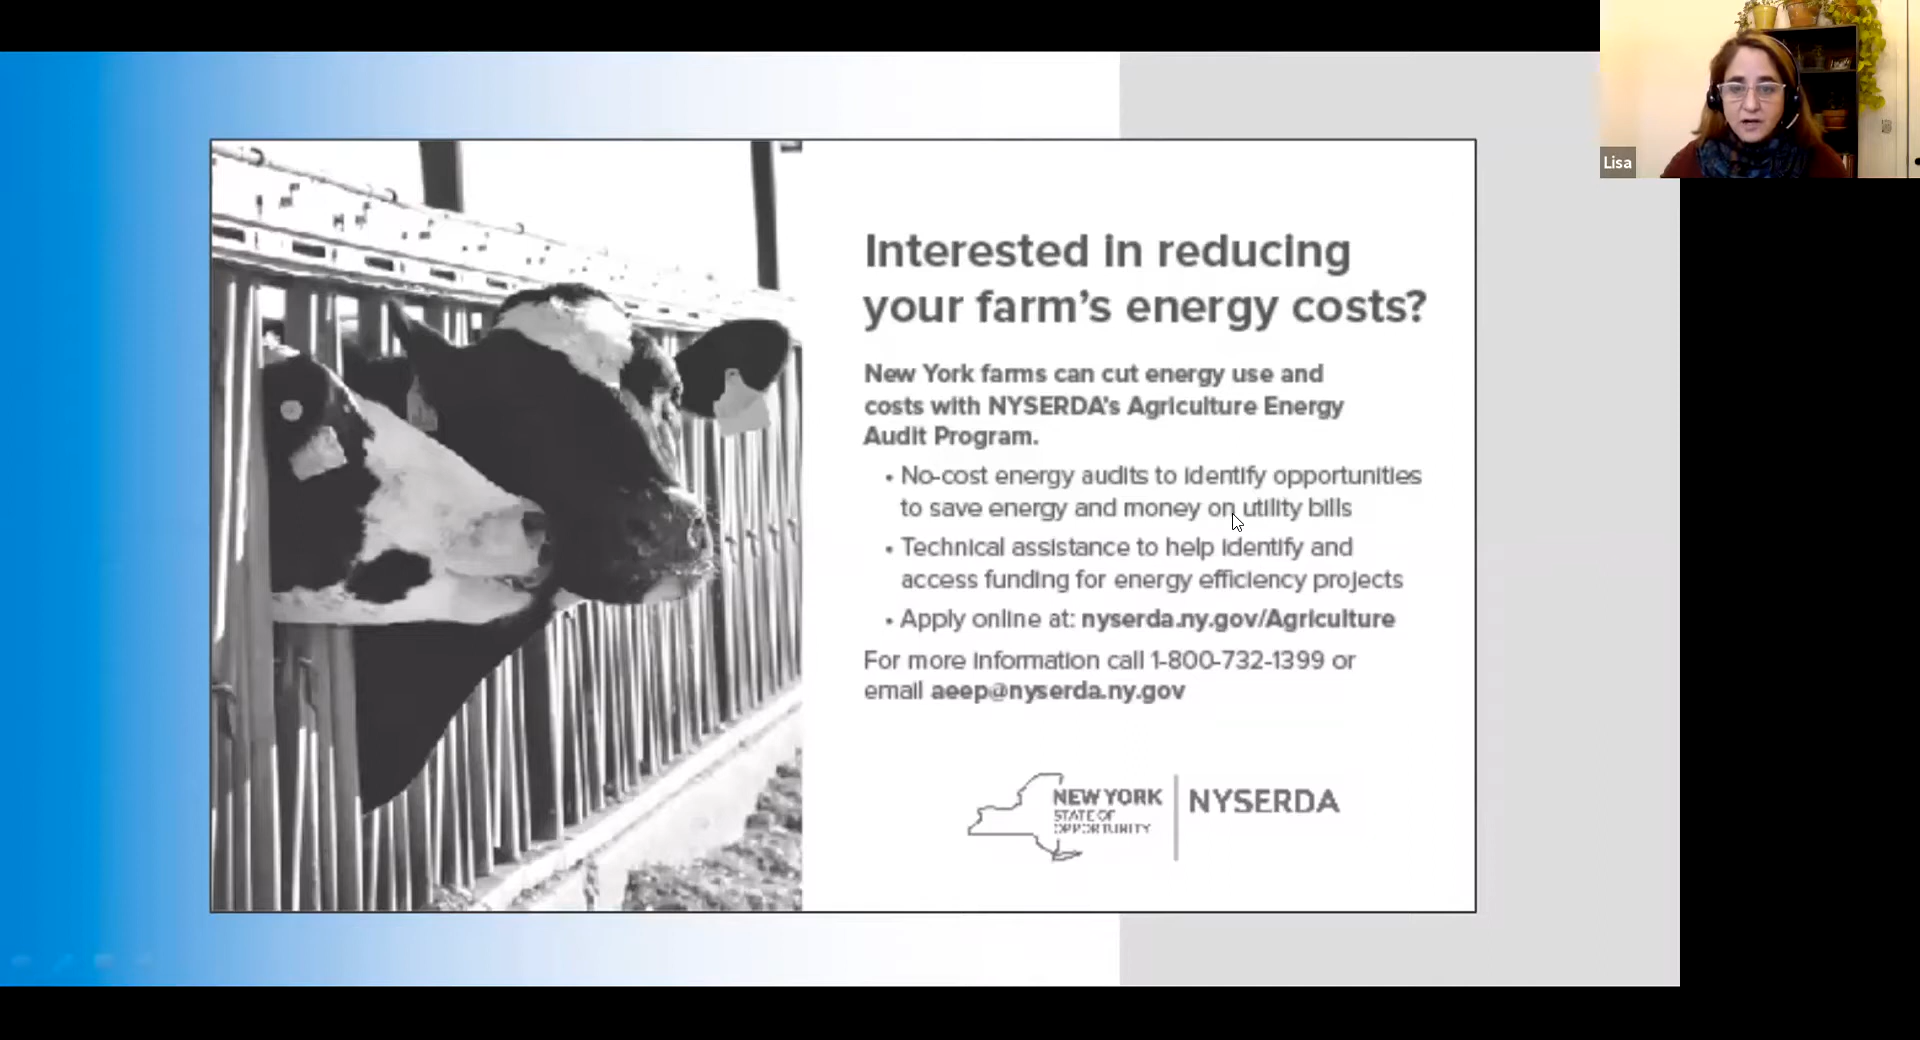 Lisa
Interested in reducing
your farm's energy costs?
New York farms can cut energy use and
costs with NYSERDA's Agriculture Energy
Audit Program.
• No-cost energy audits to identify opportunities
to save energy and money on utility bills
• Technical assistance to help identify and
access funding for energy efficiency projects
• Apply online at: nyserda.ny.gov/Agriculture
For more information call 1-800-732-1399 or
email aeep@nyserda.ny.gov
NEW YORK
STATE OF
OPPORTUNITY
NYSERDA